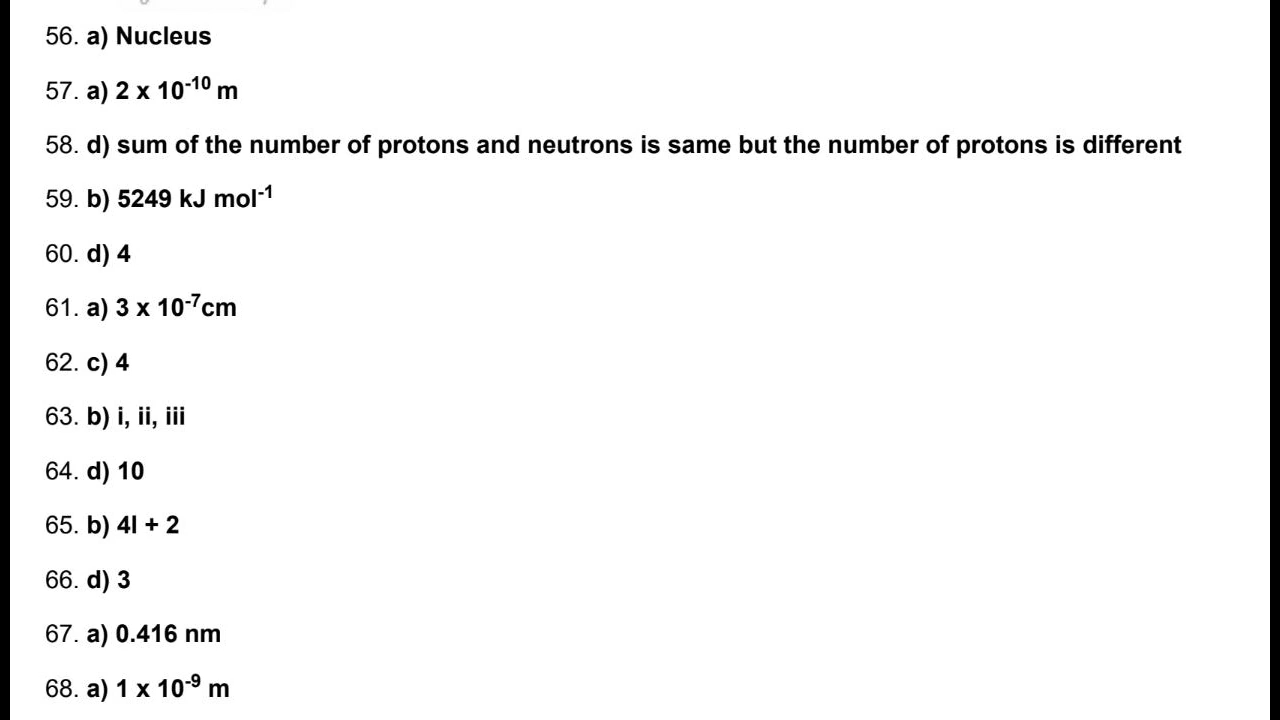 56. a) Nucleus
57. a) 2 x 10⁻¹⁰ m
58. d) sum of the number of protons and neutrons is same but the number of protons is different
59. b) 5249 kJ mol⁻¹
60. d) 4
61. a) 3 x 10⁻⁷cm
62. c) 4
63. b) i, ii, iii
64. d) 10
65. b) 4l + 2
66. d) 3
67. a) 0.416 nm
68. a) 1 x 10⁻⁹ m